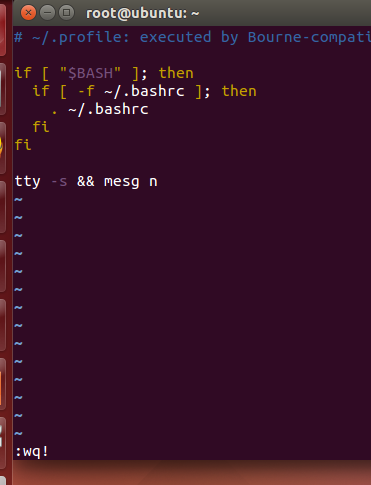 root@ubuntu: ~
# ~/.profile: executed by Bourne-compati
if [ "$BASH" ]; then
  if [ -f ~/.bashrc ]; then
    . ~/.bashrc
  fi
fi
tty -s && mesg n
~
~
~
~
~
~
~
~
~
~
~
~
~
~
:wq!